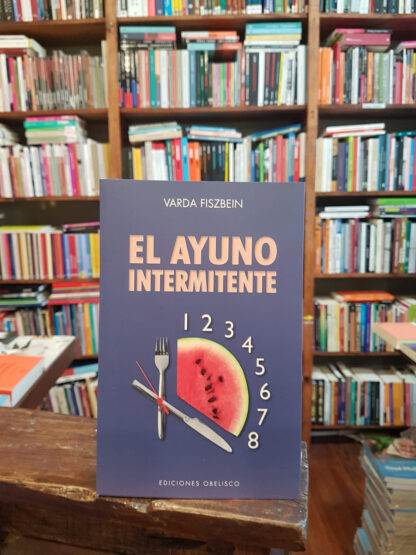 VARDA FISZBEIN
EL AYUNO
INTERMITENTE
1 2 3
4
5
6
7
8
EDICIONES OBELISCO